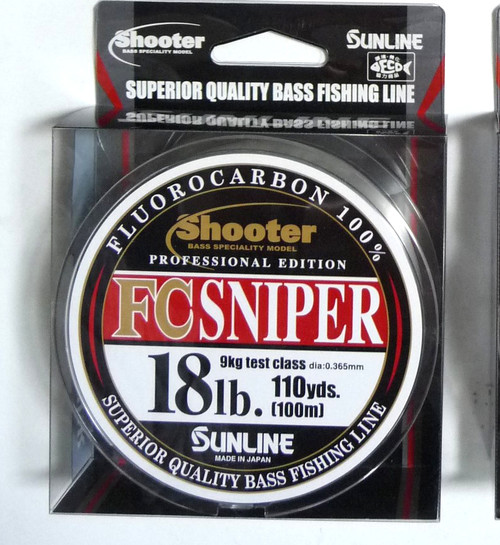 Shooter
BASS SPECIALITY MODEL
SUNLINE
SUPERIOR QUALITY BASS FISHING LINE
FLUOROCARBON 100%
Shooter
BASS SPECIALITY MODEL
PROFESSIONAL EDITION
FC SNIPER
18lb.
9kg test class dia:0.365mm
110yds.
(100m)
SUNLINE
MADE IN JAPAN
SUPERIOR QUALITY BASS FISHING LINE